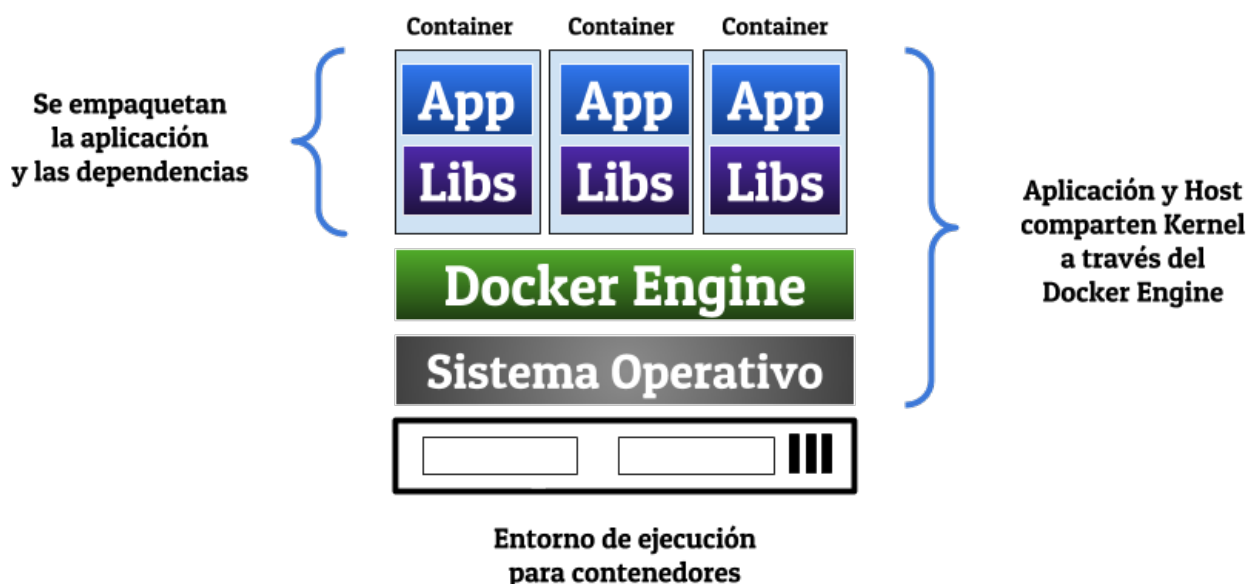 Container
Container
Container
Se empaquetan
la aplicación
y las dependencias
App
App
App
Libs
Libs
Libs
Aplicación y Host
comparten Kernel
a través del
Docker Engine
Docker Engine
Sistema Operativo
Entorno de ejecución
para contenedores